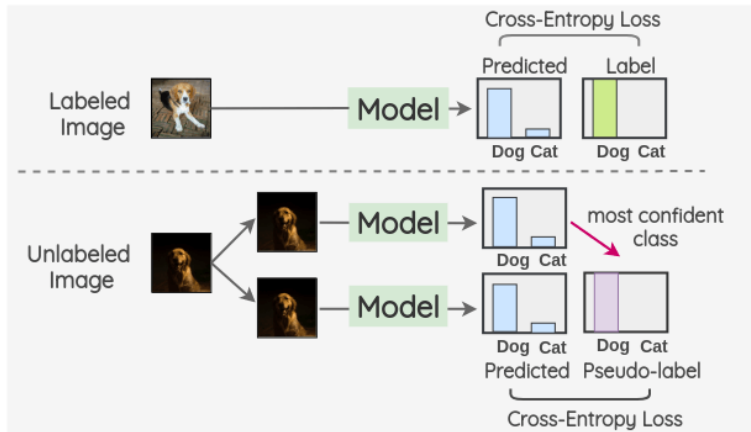 Cross-Entropy Loss
Predicted
Label
Labeled
Image
Model
Dog Cat
Dog Cat
Unlabeled
Image
Model
most confident
class
Dog Cat
Model
Dog Cat
Dog Cat
Predicted
Pseudo-label
Cross-Entropy Loss